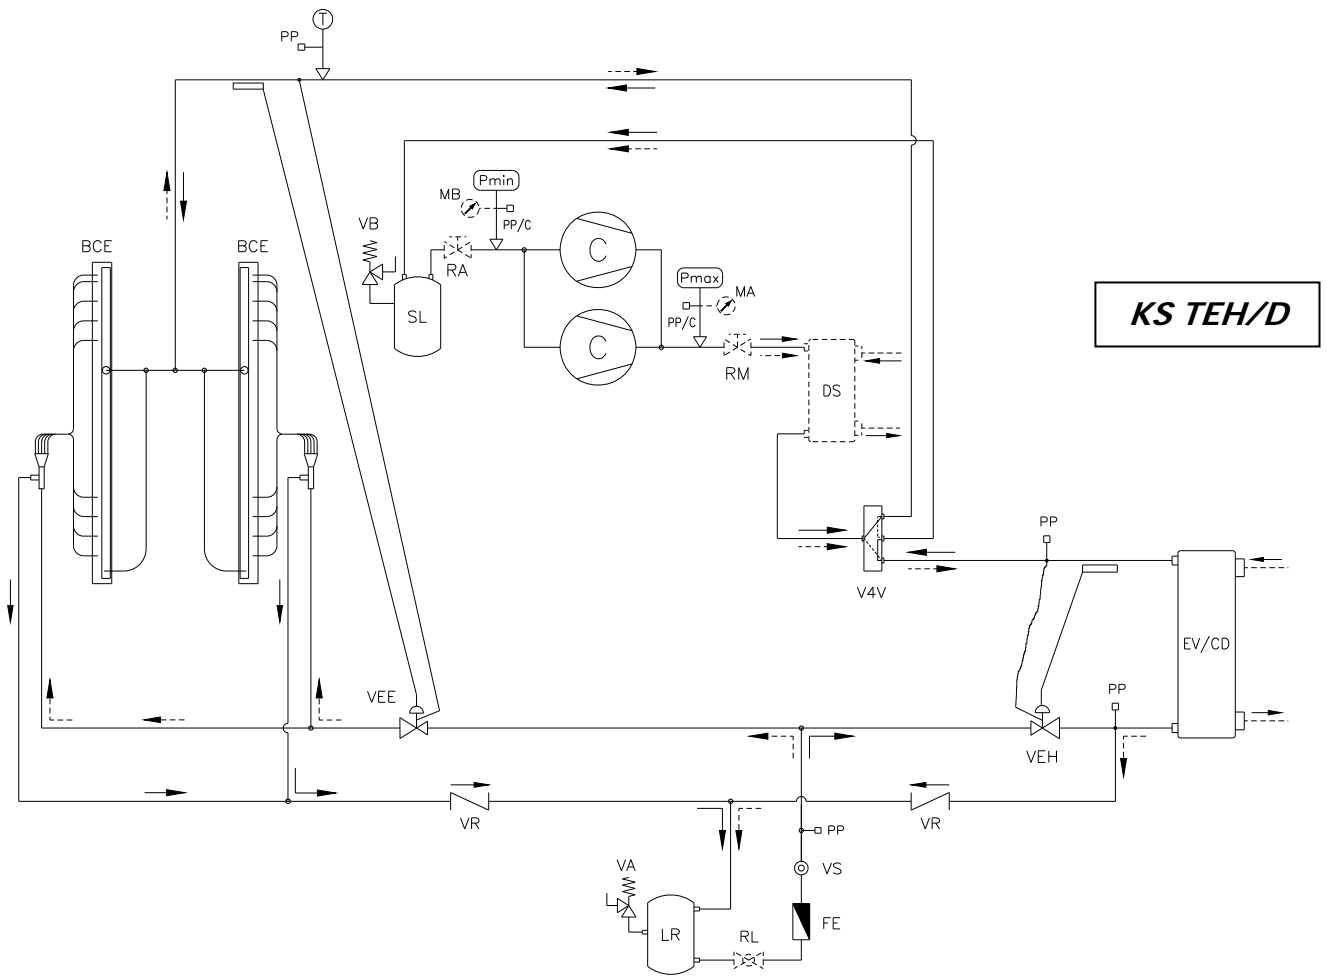 T
PP
Pmin
MB
PP/C
VB
BCE
BCE
C
RA
Pmax
MA
SL
PP/C
KS TEH/D
C
RM
DS
PP
V4V
EV/CD
VEE
PP
VEH
VR
VR
PP
VA
VS
FE
LR
RL